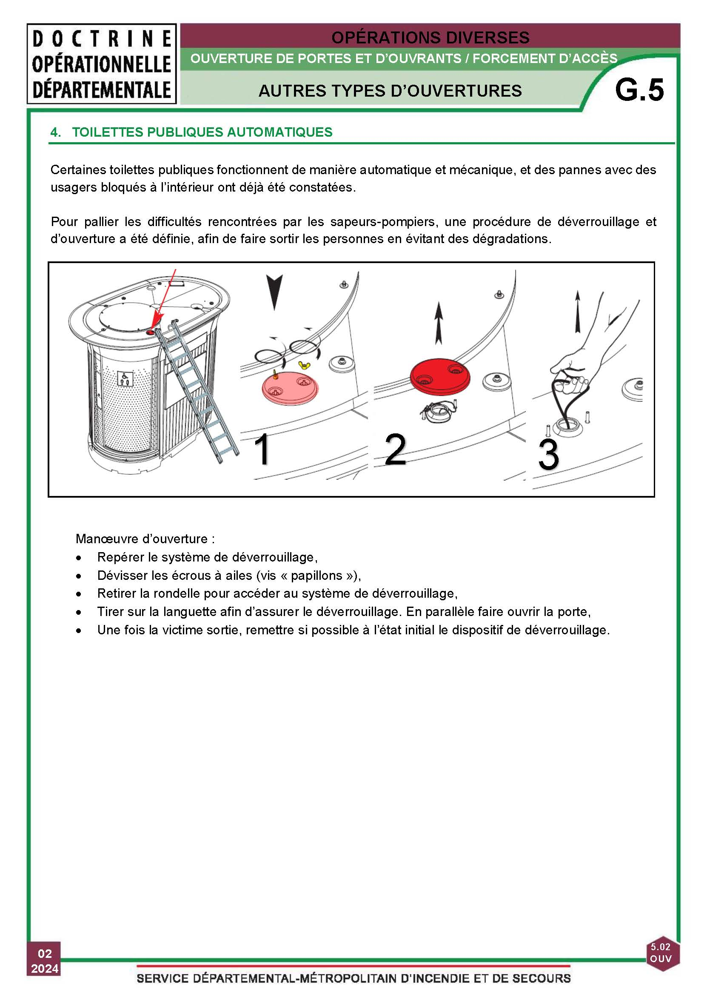 DOCTRINE
OPÉRATIONNELLE
DÉPARTEMENTALE
OPÉRATIONS DIVERSES
OUVERTURE DE PORTES ET D’OUVRANTS / FORCEMENT D’ACCÈS
AUTRES TYPES D’OUVERTURES
G.5
4. TOILETTES PUBLIQUES AUTOMATIQUES
Certaines toilettes publiques fonctionnent de manière automatique et mécanique, et des pannes avec des
usagers bloqués à l’intérieur ont déjà été constatées.
Pour pallier les difficultés rencontrées par les sapeurs-pompiers, une procédure de déverrouillage et
d’ouverture a été définie, afin de faire sortir les personnes en évitant des dégradations.
1
2
3
Manœuvre d’ouverture :
• Repérer le système de déverrouillage,
• Dévisser les écrous à ailes (vis « papillons »),
• Retirer la rondelle pour accéder au système de déverrouillage,
• Tirer sur la languette afin d’assurer le déverrouillage. En parallèle faire ouvrir la porte,
• Une fois la victime sortie, remettre si possible à l’état initial le dispositif de déverrouillage.
02
2024
5.02
OUV
SERVICE DÉPARTEMENTAL-MÉTROPOLITAIN D'INCENDIE ET DE SECOURS